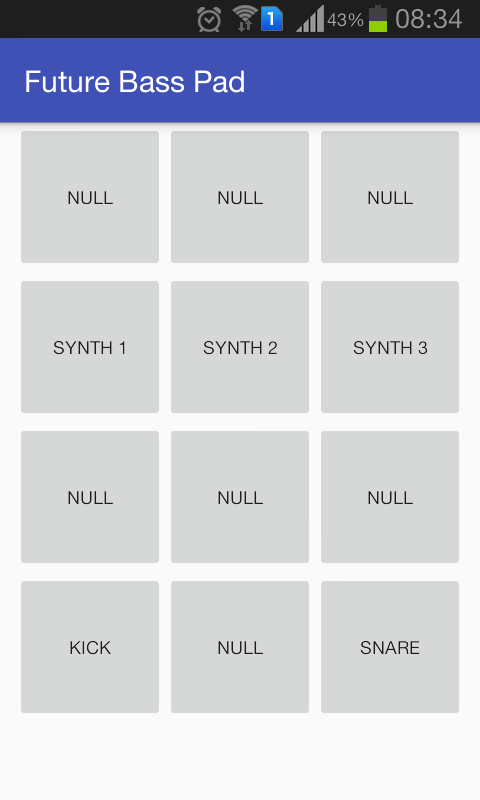 1 43% 08:34
Future Bass Pad
NULL NULL NULL
SYNTH 1 SYNTH 2 SYNTH 3
NULL NULL NULL
KICK NULL SNARE